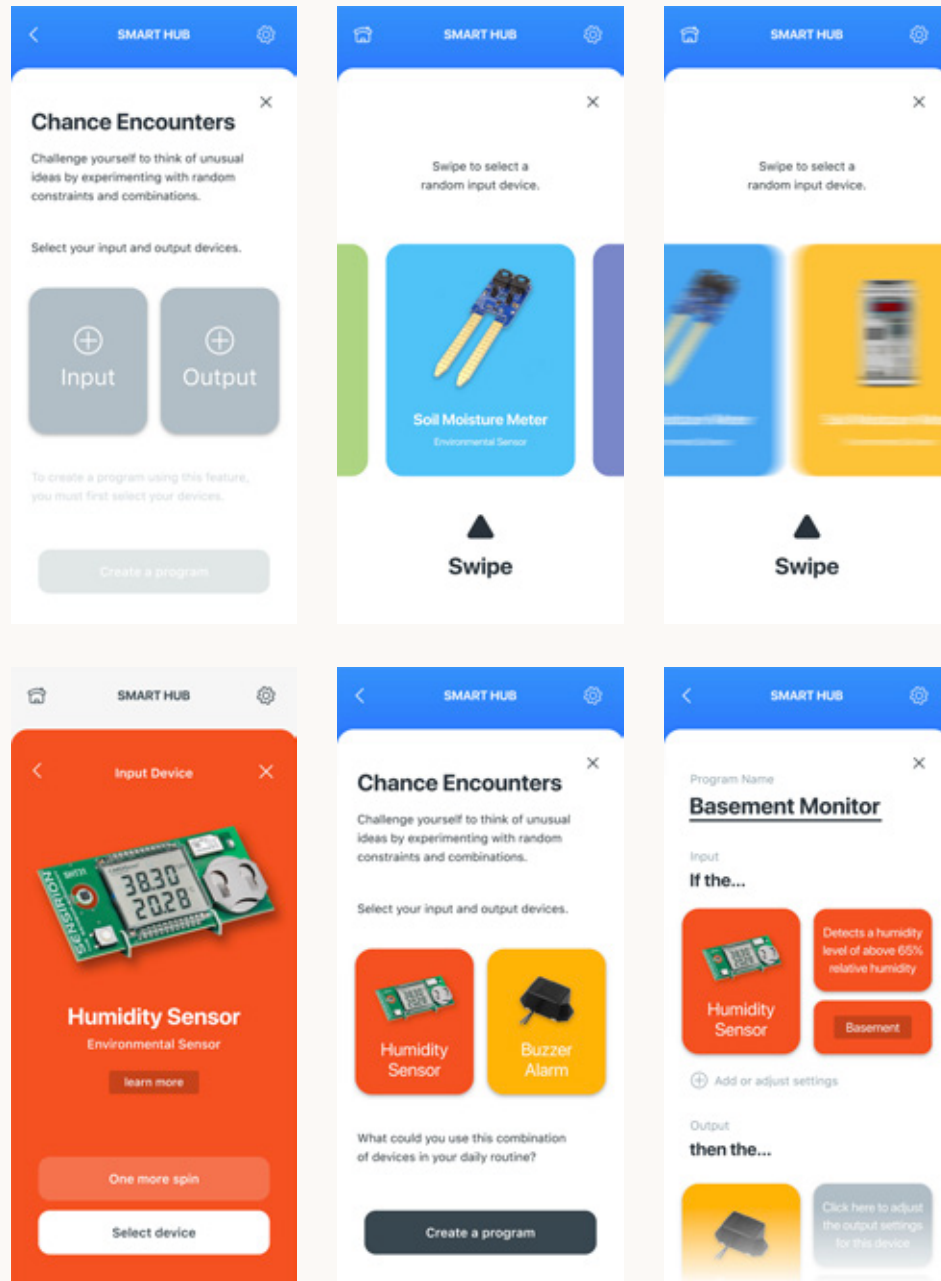 SMART HUB
Chance Encounters
Challenge yourself to think of unusual
ideas by experimenting with random
constraints and combinations.
Select your input and output devices.
Input
Output
To create a program using this feature,
you must first select your devices.
Create a program
SMART HUB
Swipe to select a
random input device.
Soil Moisture Meter
Environmental Sensor
Swipe
SMART HUB
Swipe to select a
random input device.
Swipe
SMART HUB
Input Device
SHT31
SENSIRION
38.30
20.28
Humidity Sensor
Environmental Sensor
learn more
One more spin
Select device
SMART HUB
Chance Encounters
Challenge yourself to think of unusual
ideas by experimenting with random
constraints and combinations.
Select your input and output devices.
Humidity
Sensor
Buzzer
Alarm
What could you use this combination
of devices in your daily routine?
Create a program
SMART HUB
Program Name
Basement Monitor
Input
If the...
Humidity
Sensor
Detects a humidity
level of above 65%
relative humidity
Basement
Add or adjust settings
Output
then the...
Click here to adjust
the output settings
for this device